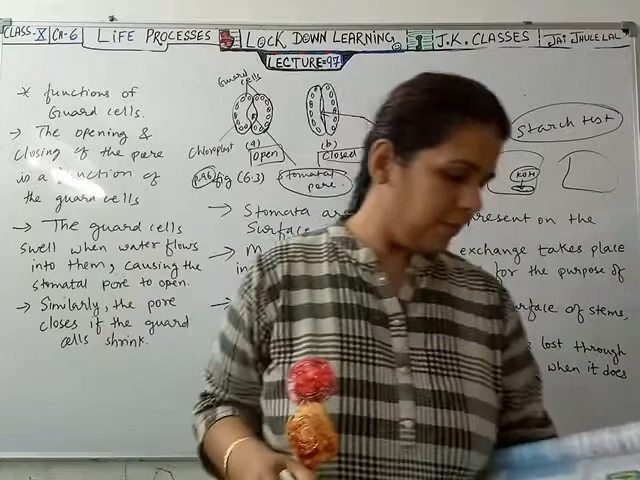 CLASS-X CH-6 LIFE PROCESSES LOCK DOWN LEARNING J.K. CLASSES JAI JHULELAL
LECTURE=97
* functions of
Guard cells.
→ The opening &
closing of the pore
is a function of
the guard cells
→ The guard cells
swell when water flows
into them, causing the
stomatal pore to open.
→ Similarly, the pore
closes if the guard
cells shrink.
Guard cells
Chloroplast
(a)
Open
(b)
Closed
P.96 fig (6.3)
Stomatal
pore.
Starch test
KOH
→ Stomata are present on the
Surface
→ exchange takes place
in for the purpose of
→ surface of stems,
lost through
when it does